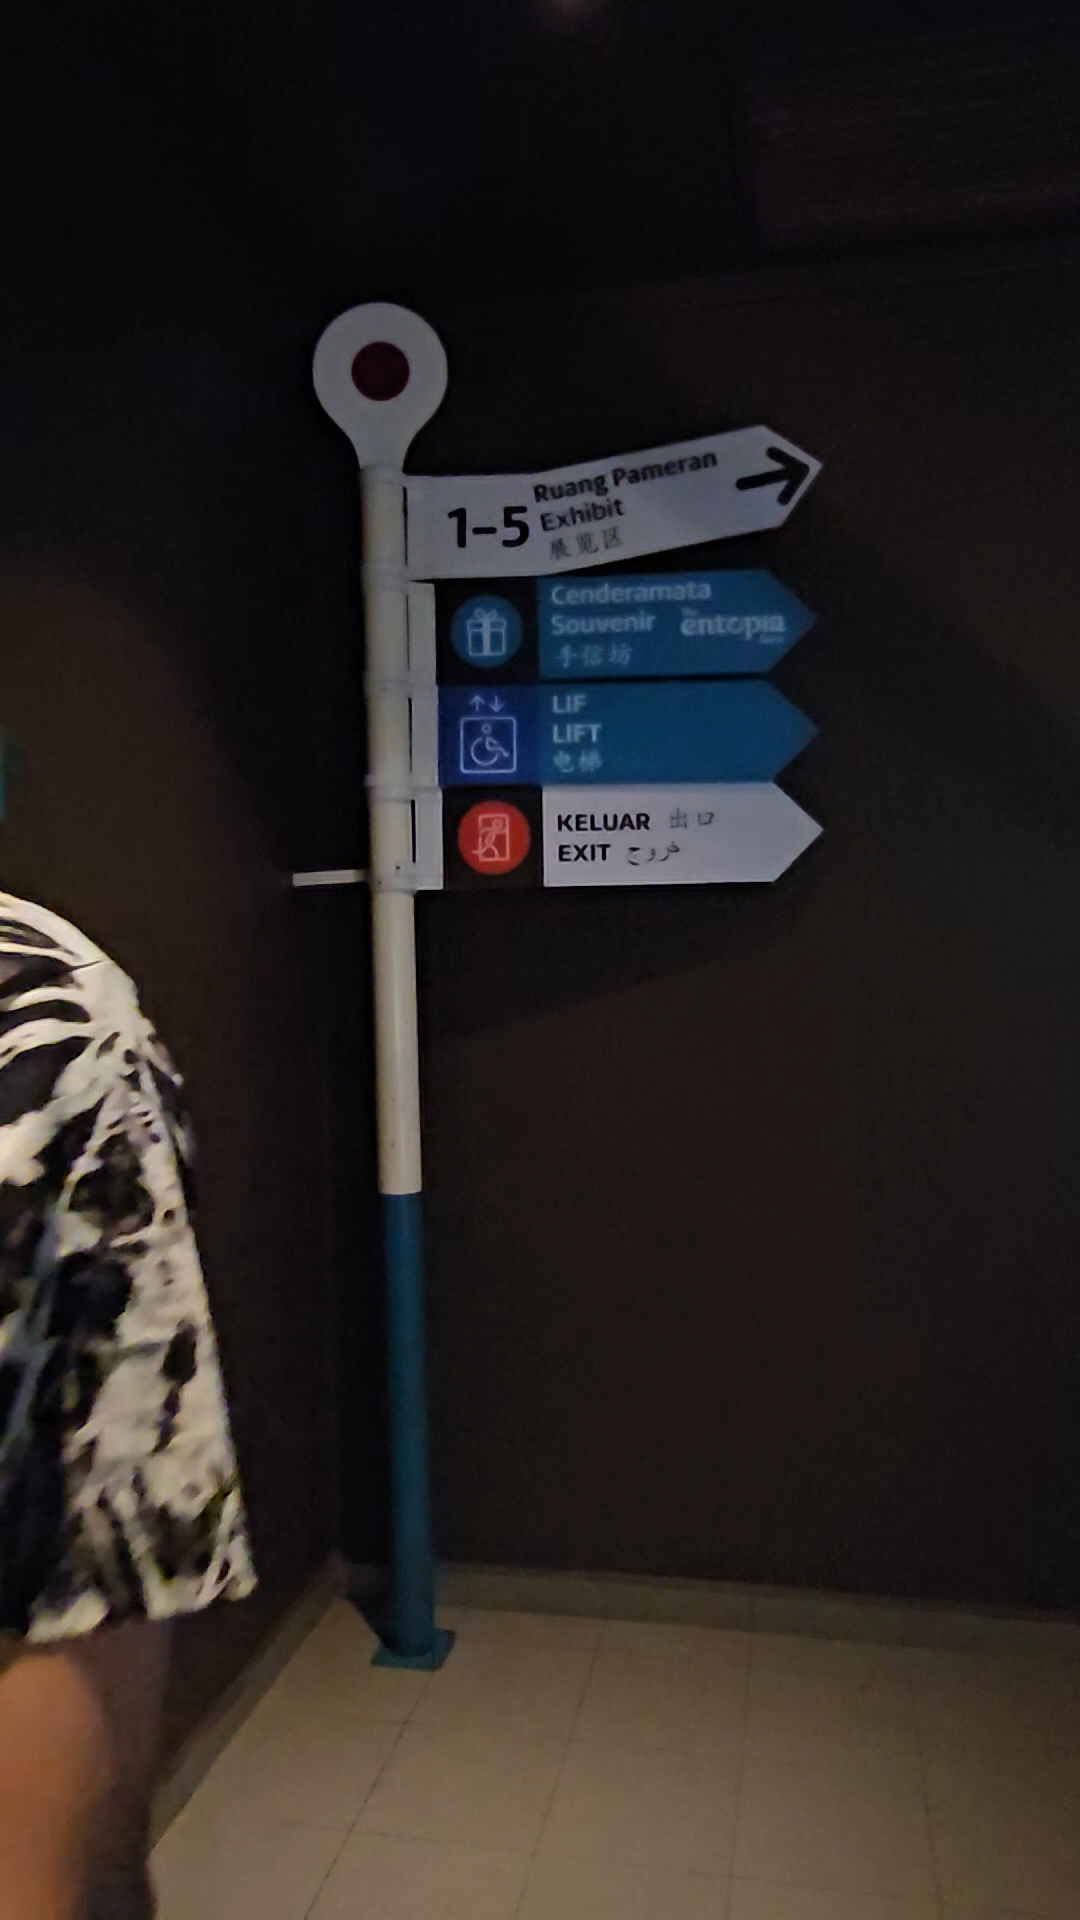 1-5 Ruang Pameran
Exhibit
展览区
Cenderamata
Souvenir entopia
手信坊
LIF
LIFT
电梯
KELUAR 出口
EXIT خروج